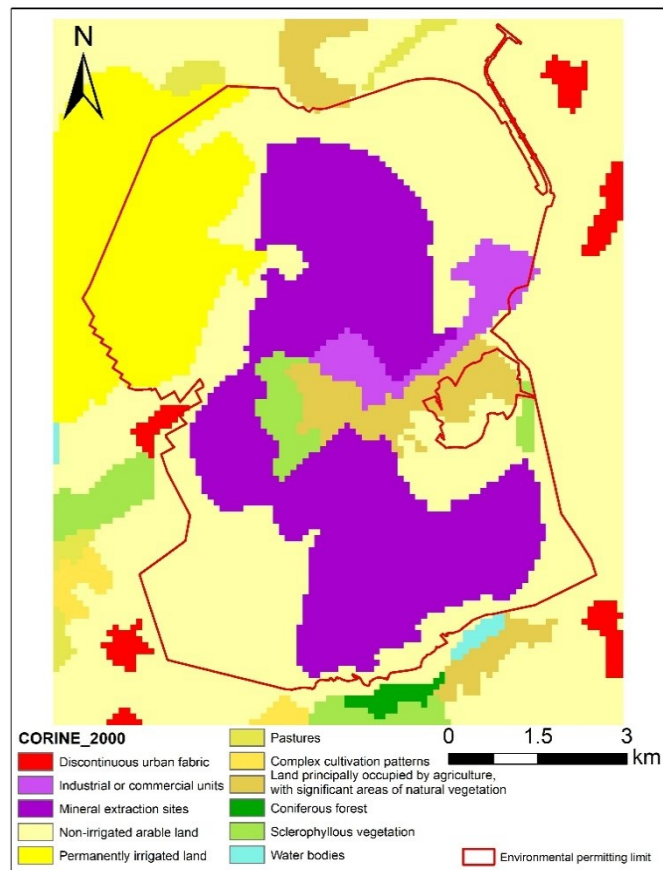 N
CORINE_2000
Discontinuous urban fabric
Industrial or commercial units
Mineral extraction sites
Non-irrigated arable land
Permanently irrigated land
Pastures
Complex cultivation patterns
Land principally occupied by agriculture,
with significant areas of natural vegetation
Coniferous forest
Sclerophyllous vegetation
Water bodies
0 1.5 3
km
Environmental permitting limit